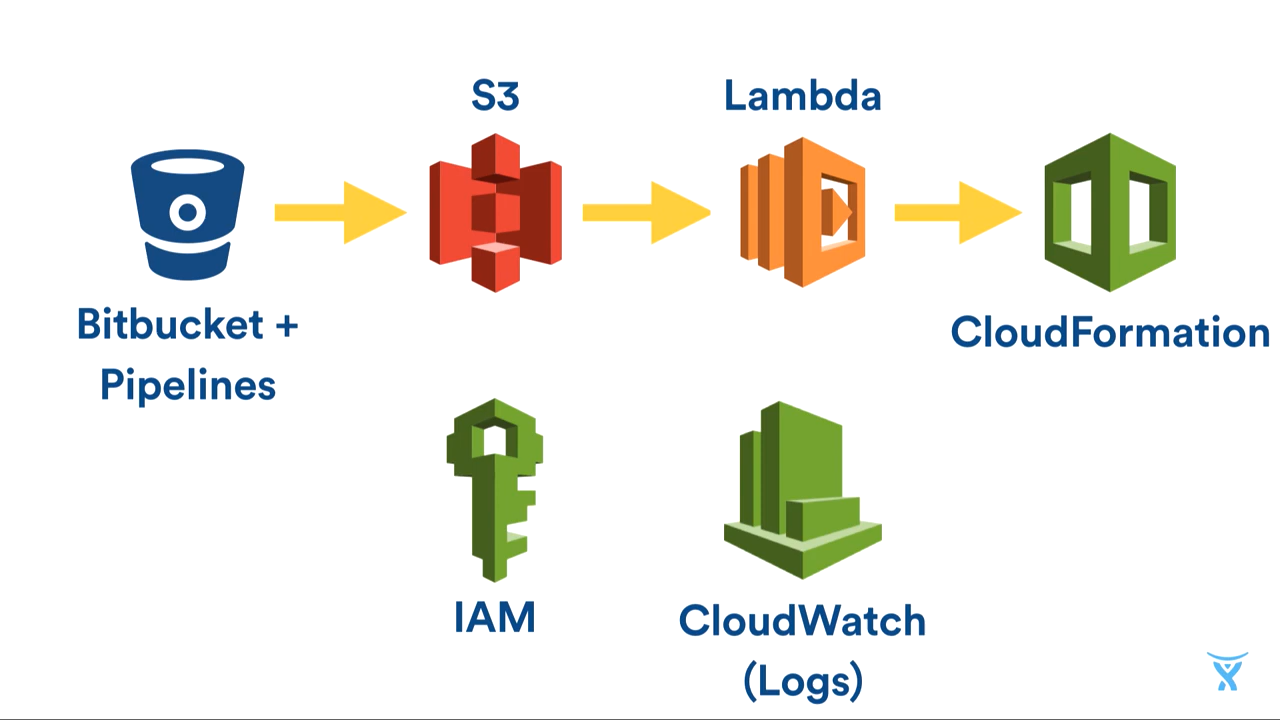 S3
Lambda
Bitbucket +
Pipelines
CloudFormation
IAM
CloudWatch
(Logs)